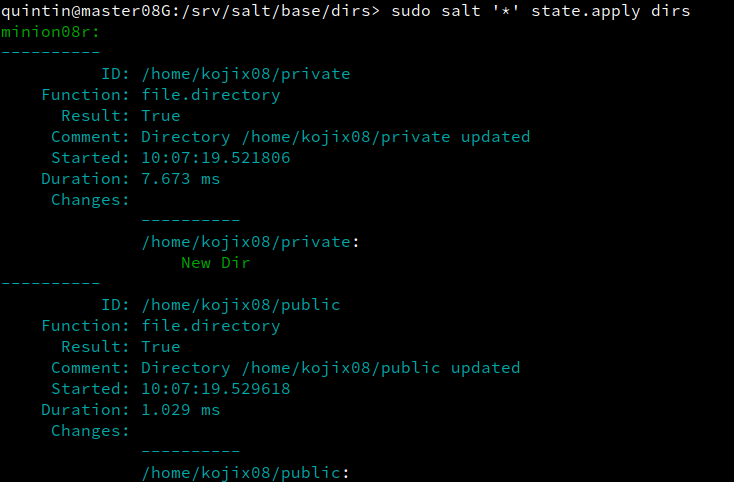 quintin@master08G:/srv/salt/base/dirs> sudo salt '*' state.apply dirs
minion08r:
----------
          ID: /home/kojix08/private
    Function: file.directory
      Result: True
     Comment: Directory /home/kojix08/private updated
     Started: 10:07:19.521806
    Duration: 7.673 ms
     Changes:
              ----------
              /home/kojix08/private:
                  New Dir
----------
          ID: /home/kojix08/public
    Function: file.directory
      Result: True
     Comment: Directory /home/kojix08/public updated
     Started: 10:07:19.529618
    Duration: 1.029 ms
     Changes:
              ----------
              /home/kojix08/public: